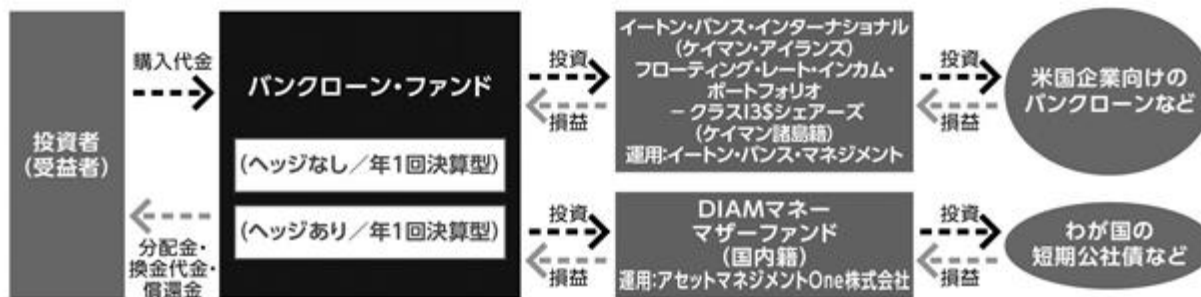 投資者
(受益者)
購入代金
分配金・
換金代金・
償還金
バンクローン・ファンド
(ヘッジなし/年1回決算型)
(ヘッジあり/年1回決算型)
投資
損益
イートン・バンス・インターナショナル
(ケイマン・アイランズ)
フローティング・レート・インカム・
ポートフォリオ
－クラスI3$シェアーズ
(ケイマン諸島籍)
運用:イートン・バンス・マネジメント
投資
損益
米国企業向けの
バンクローンなど
投資
損益
DIAMマネー
マザーファンド
(国内籍)
運用:アセットマネジメントOne株式会社
投資
損益
わが国の
短期公社債など